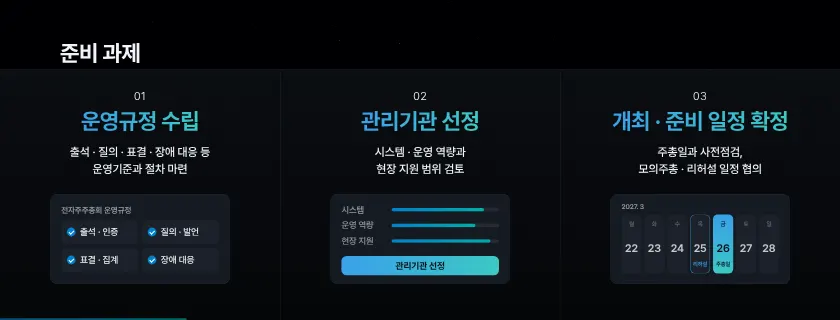 준비 과제
01
운영규정 수립
출석 · 질의 · 표결 · 장애 대응 등
운영기준과 절차 마련
전자주주총회 운영규정
출석 · 인증
질의 · 발언
표결 · 집계
장애 대응
02
관리기관 선정
시스템 · 운영 역량과
현장 지원 범위 검토
시스템
운영 역량
현장 지원
관리기관 선정
03
개최 · 준비 일정 확정
주총일과 사전점검,
모의주총 · 리허설 일정 협의
2027. 3
월 화 수 목 금 토 일
22 23 24 25 26 27 28
리허설 주총일